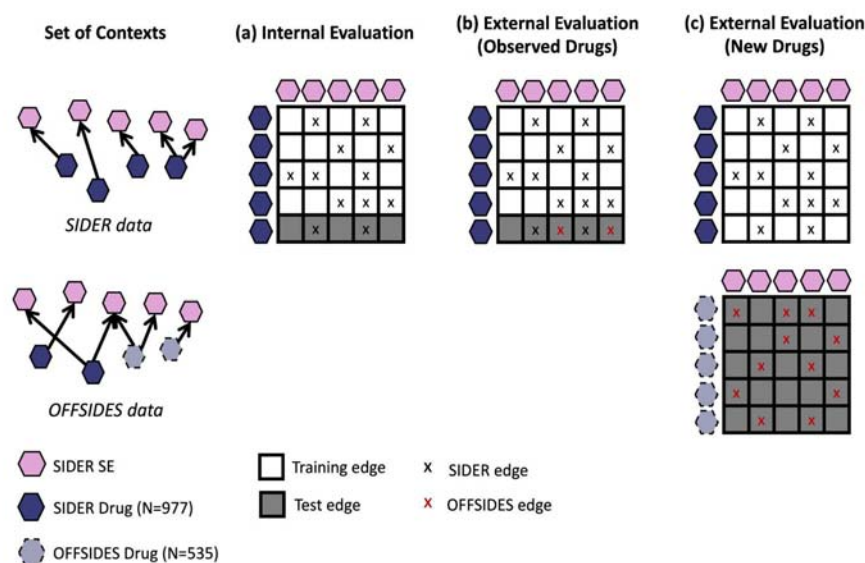 Set of Contexts
(a) Internal Evaluation
(b) External Evaluation
(Observed Drugs)
(c) External Evaluation
(New Drugs)
x x
x x
x x x
x x x
x x
x x
x x
x x x
x x x
x x x x
x x
x x
x x x
x x x
x x
SIDER data
x x x
x x
x x
x x
x x
OFFSIDES data
SIDER SE
SIDER Drug (N=977)
OFFSIDES Drug (N=535)
Training edge
Test edge
x SIDER edge
x OFFSIDES edge